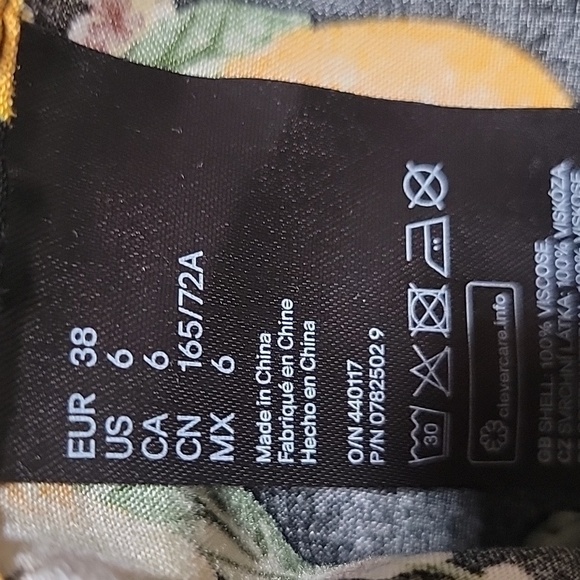 EUR 38
US 6
CA 6
CN 165/72A
MX 6
Made in China
Fabriqué en Chine
Hecho en China
O/N 440117
P/N 0782502 9
30
clevercare.info
GB SHELL: 100% VISCOSE
CZ SVRCHNÍ LÁTKA: 100% VISKÓZA